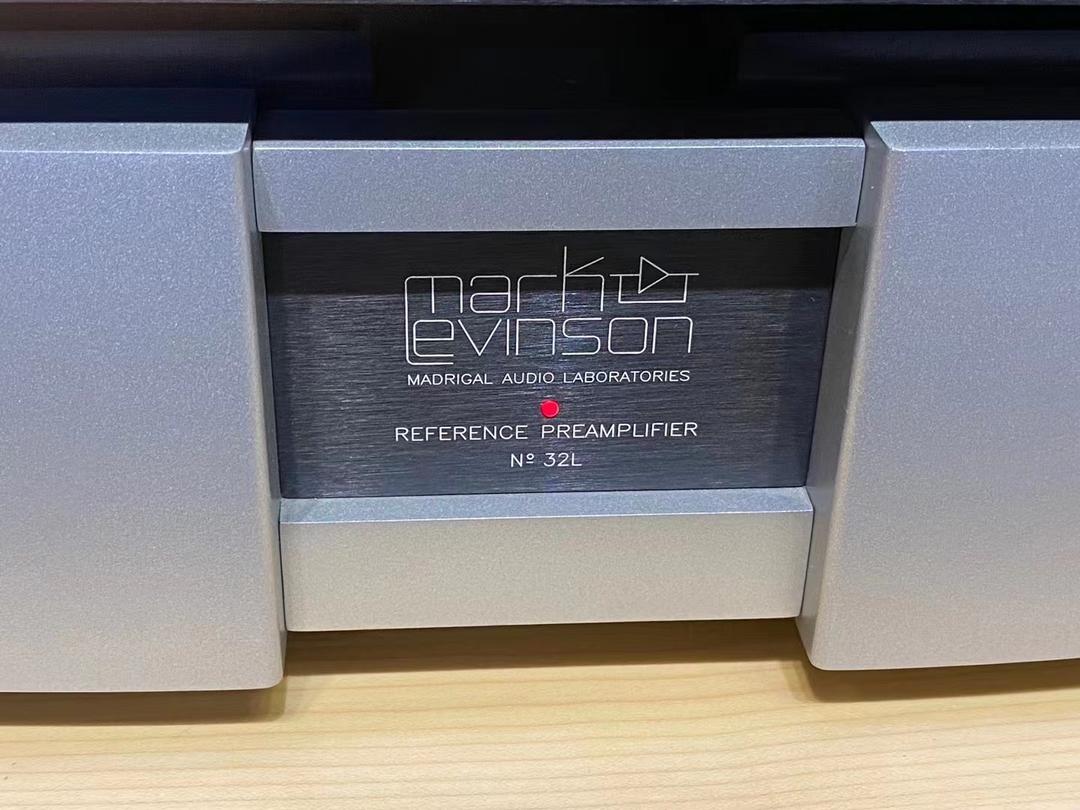 mark
Levinson
MADRIGAL AUDIO LABORATORIES
REFERENCE PREAMPLIFIER
Nº 32L